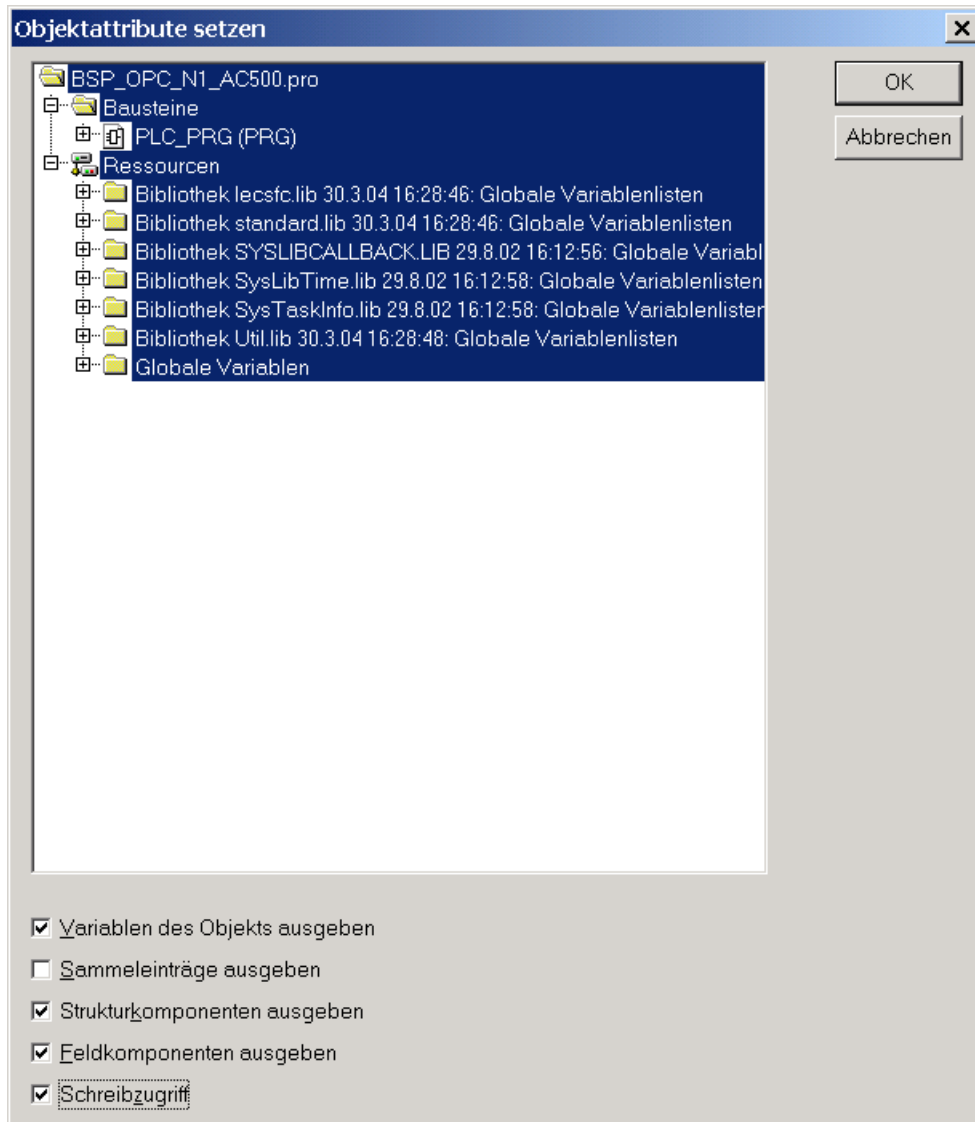 Objektattribute setzen
BSP_OPC_N1_AC500.pro
Bausteine
PLC_PRG (PRG)
Ressourcen
Bibliothek Iecsfc.lib 30.3.04 16:28:46: Globale Variablenlisten
Bibliothek standard.lib 30.3.04 16:28:46: Globale Variablenlisten
Bibliothek SYSLIBCALLBACK.LIB 29.8.02 16:12:56: Globale Variabl
Bibliothek SysLibTime.lib 29.8.02 16:12:58: Globale Variablenlisten
Bibliothek SysTaskInfo.lib 29.8.02 16:12:58: Globale Variablenlisten
Bibliothek Util.lib 30.3.04 16:28:48: Globale Variablenlisten
Globale Variablen
OK
Abbrechen
Variablen des Objekts ausgeben
Sammeleinträge ausgeben
Strukturkomponenten ausgeben
Feldkomponenten ausgeben
Schreibzugriff